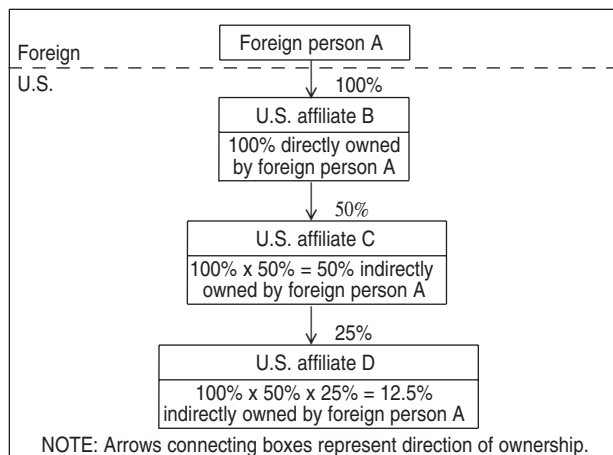 Foreign person A
Foreign
U.S.
100%
U.S. affiliate B
100% directly owned
by foreign person A
50%
U.S. affiliate C
100% x 50% = 50% indirectly
owned by foreign person A
25%
U.S. affiliate D
100% x 50% x 25% = 12.5%
indirectly owned by foreign person A
NOTE: Arrows connecting boxes represent direction of ownership.